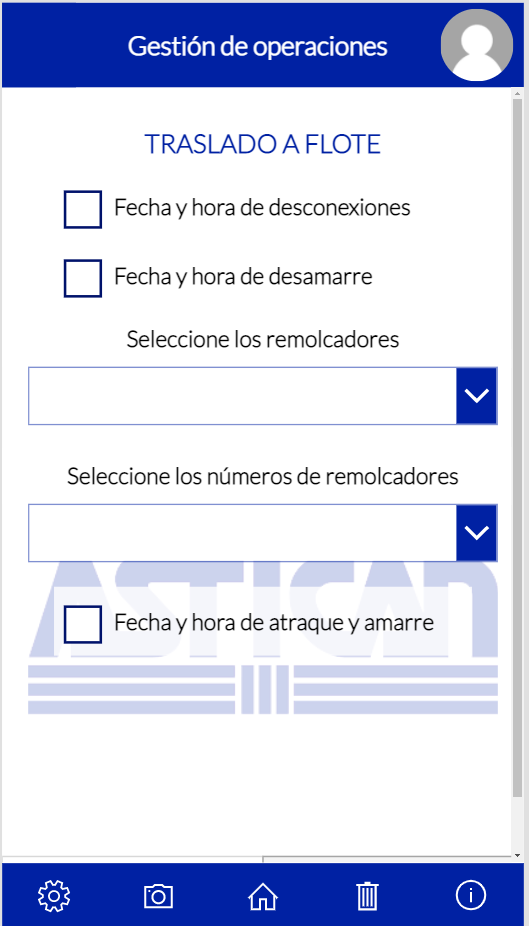 Gestión de operaciones
TRASLADO A FLOTE
Fecha y hora de desconexiones
Fecha y hora de desamarre
Seleccione los remolcadores
Seleccione los números de remolcadores
ASTICAN
Fecha y hora de atraque y amarre